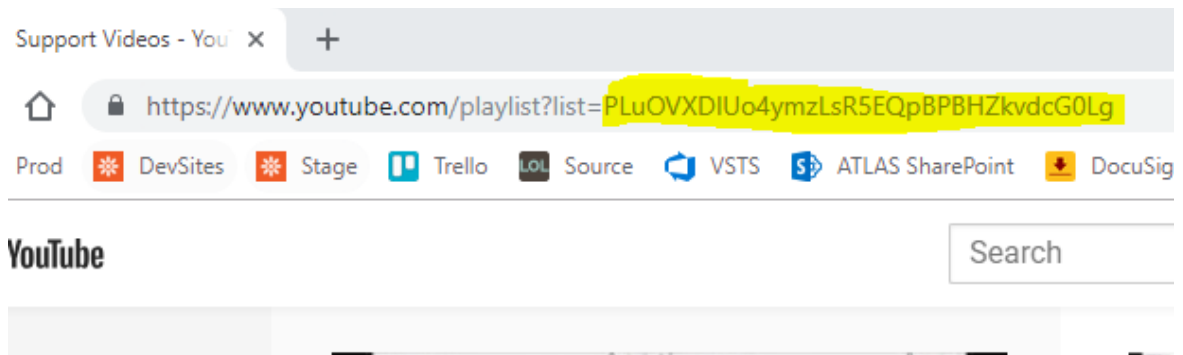 Support Videos - You
https://www.youtube.com/playlist?list=PLuOVXDIUo4ymzLsR5EQpBPBHZkvdcG0Lg
Prod DevSites Stage Trello LOL Source VSTS S ATLAS SharePoint DocuSig
YouTube Search